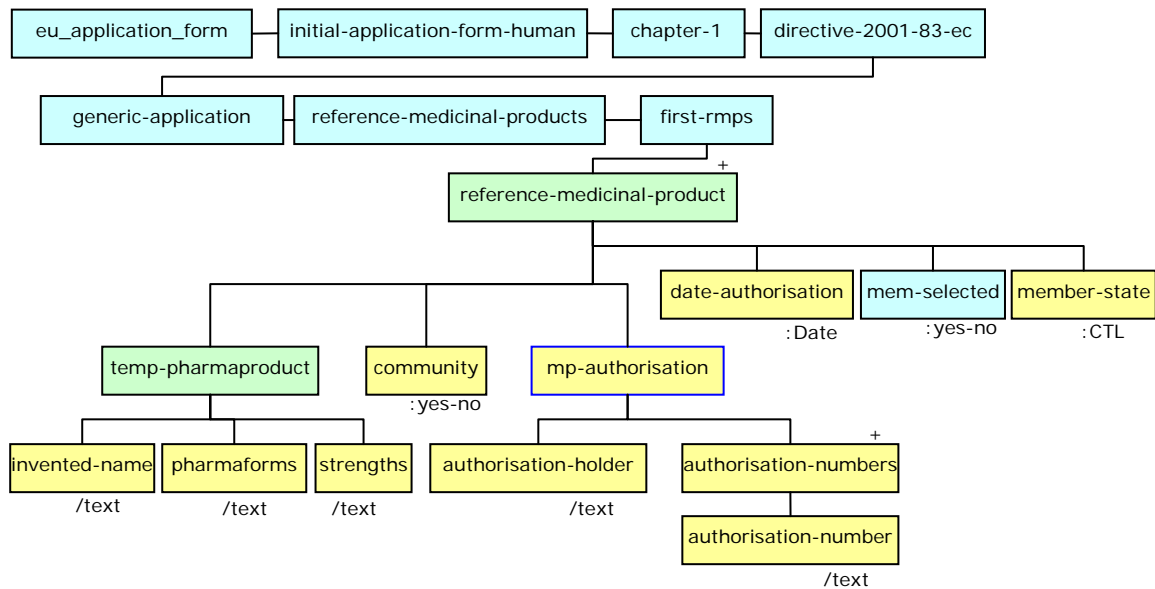 eu_application_form
initial-application-form-human
chapter-1
directive-2001-83-ec
generic-application
reference-medicinal-products
first-rmps
+
reference-medicinal-product
date-authorisation
mem-selected
member-state
:Date
:yes-no
:CTL
temp-pharmaproduct
community
mp-authorisation
:yes-no
+
invented-name
pharmaforms
strengths
authorisation-holder
authorisation-numbers
/text
/text
/text
/text
authorisation-number
/text